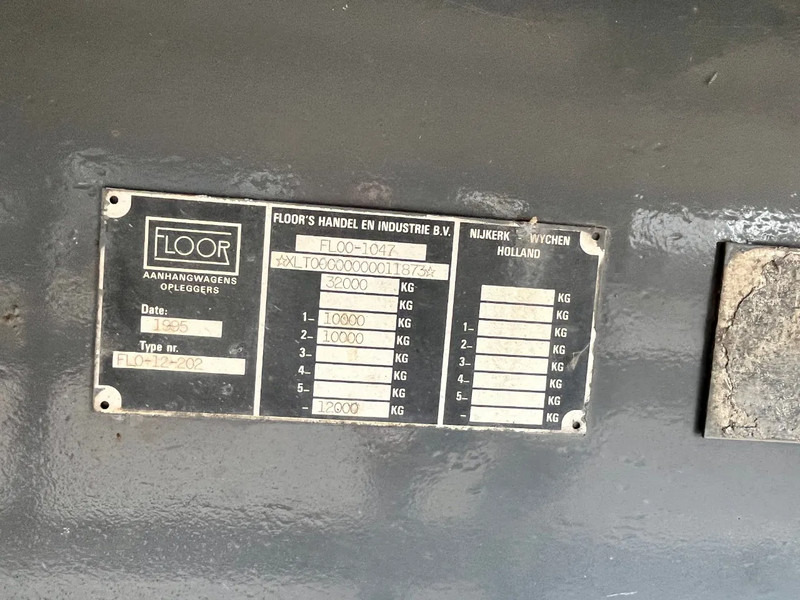 FLOOR
AANHANGWAGENS
OPLEGGERS
Date:
1995
Type nr.
FLO-12-202
FLOOR'S HANDEL EN INDUSTRIE B.V.
FLOO-1047
☆XLT00000000011873☆
32000 KG
KG
1– 10000 KG
2– 10000 KG
3– KG
4– KG
5– KG
– 12000 KG
NIJKERK WYCHEN
HOLLAND
KG
KG
1– KG
2– KG
3– KG
4– KG
5– KG
– KG